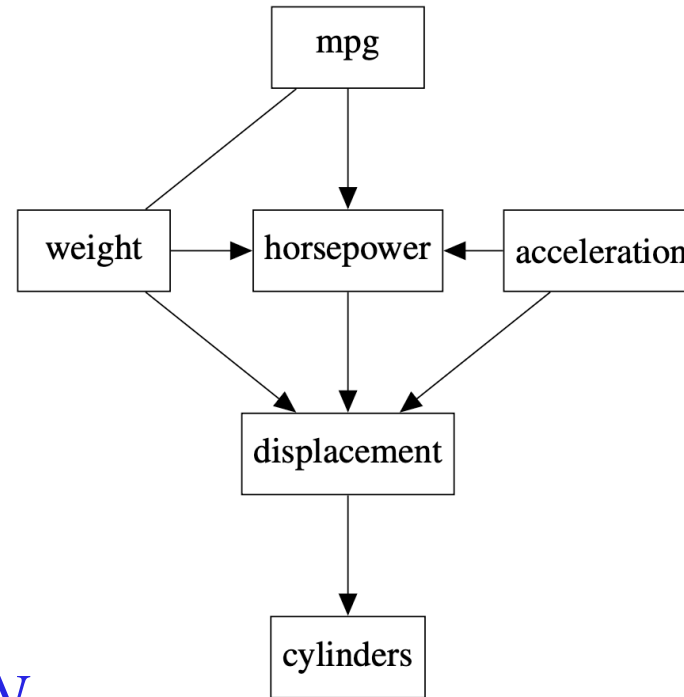 mpg
weight
horsepower
acceleration
displacement
cylinders